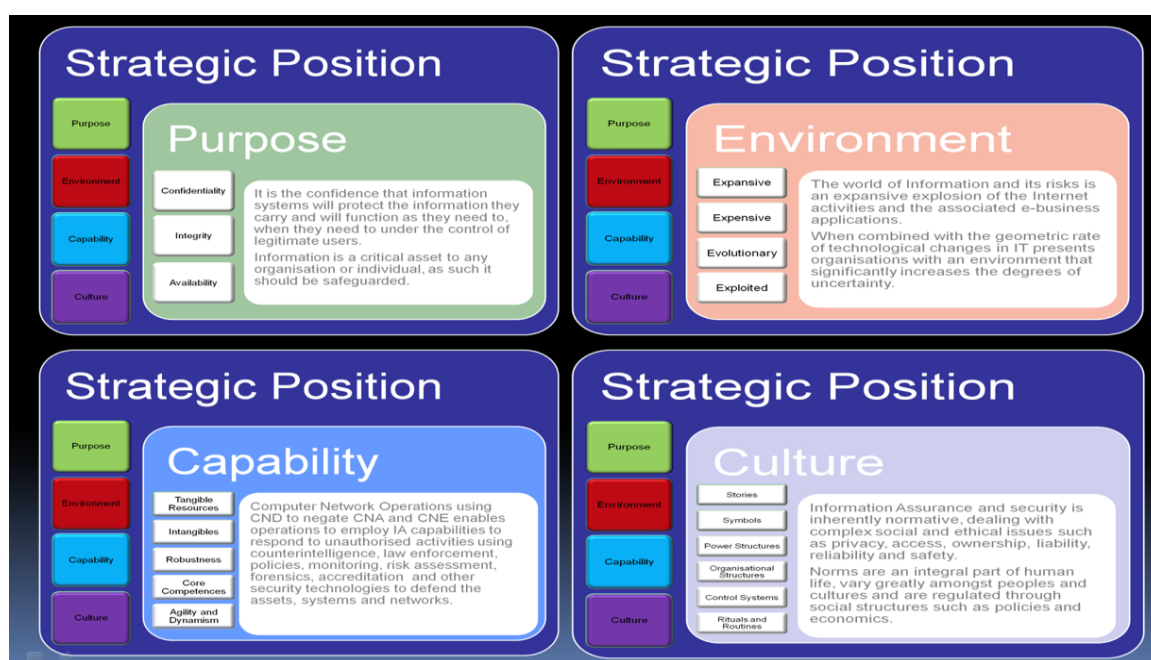 Strategic Position
Purpose
Environment
Capability
Culture
Purpose
Confidentiality
Integrity
Availability
It is the confidence that information
systems will protect the information they
carry and will function as they need to,
when they need to under the control of
legitimate users.
Information is a critical asset to any
organisation or individual, as such it
should be safeguarded.
Strategic Position
Purpose
Environment
Capability
Culture
Environment
Expansive
Expensive
Evolutionary
Exploited
The world of Information and its risks is
an expansive explosion of the Internet
activities and the associated e-business
applications.
When combined with the geometric rate
of technological changes in IT presents
organisations with an environment that
significantly increases the degrees of
uncertainty.
Strategic Position
Purpose
Environment
Capability
Culture
Capability
Tangible
Resources
Intangibles
Robustness
Core
Competences
Agility and
Dynamism
Computer Network Operations using
CND to negate CNA and CNE enables
operations to employ IA capabilities to
respond to unauthorised activities using
counterintelligence, law enforcement,
policies, monitoring, risk assessment,
forensics, accreditation and other
security technologies to defend the
assets, systems and networks.
Strategic Position
Purpose
Environment
Capability
Culture
Culture
Stories
Symbols
Power Structures
Organisational
Structures
Control Systems
Rituals and
Routines
Information Assurance and security is
inherently normative, dealing with
complex social and ethical issues such
as privacy, access, ownership, liability,
reliability and safety.
Norms are an integral part of human
life, vary greatly amongst peoples and
cultures and are regulated through
social structures such as policies and
economics.